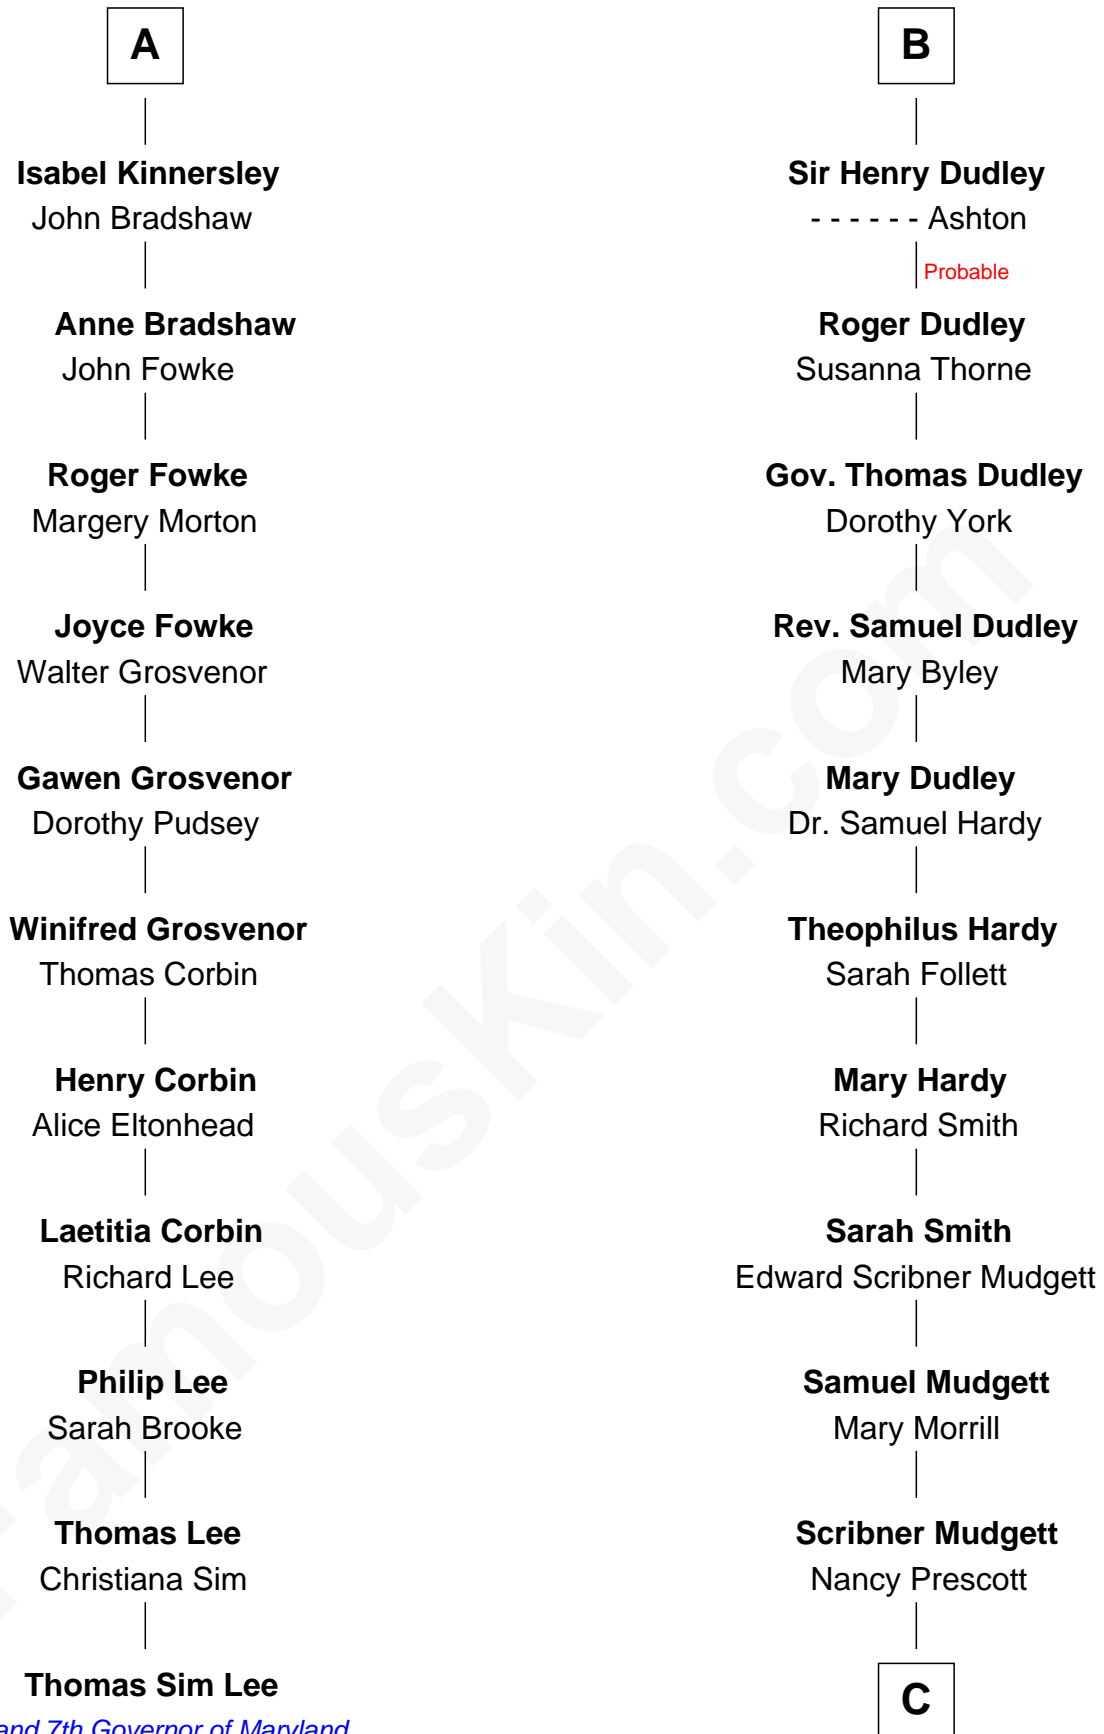 A
Isabel Kinnersley
John Bradshaw
Anne Bradshaw
John Fowke
Roger Fowke
Margery Morton
Joyce Fowke
Walter Grosvenor
Gawen Grosvenor
Dorothy Pudsey
Winifred Grosvenor
Thomas Corbin
Henry Corbin
Alice Eltonhead
Laetitia Corbin
Richard Lee
Philip Lee
Sarah Brooke
Thomas Lee
Christiana Sim
Thomas Sim Lee
and 7th Governor of Maryland
B
Sir Henry Dudley
- - - - - - Ashton
Probable
Roger Dudley
Susanna Thorne
Gov. Thomas Dudley
Dorothy York
Rev. Samuel Dudley
Mary Byley
Mary Dudley
Dr. Samuel Hardy
Theophilus Hardy
Sarah Follett
Mary Hardy
Richard Smith
Sarah Smith
Edward Scribner Mudgett
Samuel Mudgett
Mary Morrill
Scribner Mudgett
Nancy Prescott
C
FamousKin.com